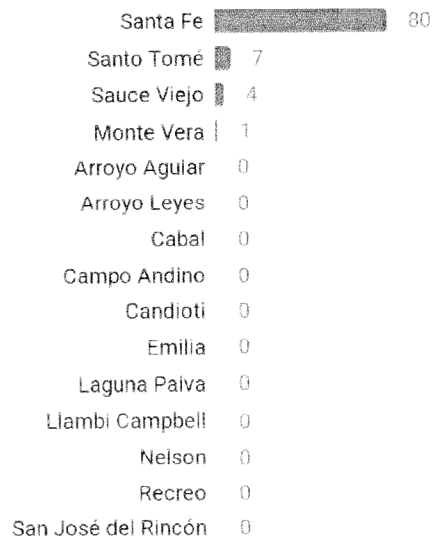 Santa Fe 80
Santo Tomé 7
Sauce Viejo 4
Monte Vera 1
Arroyo Aguiar 0
Arroyo Leyes 0
Cabal 0
Campo Andino 0
Candioti 0
Emilia 0
Laguna Paiva 0
Llambi Campbell 0
Nelson 0
Recreo 0
San José del Rincón 0